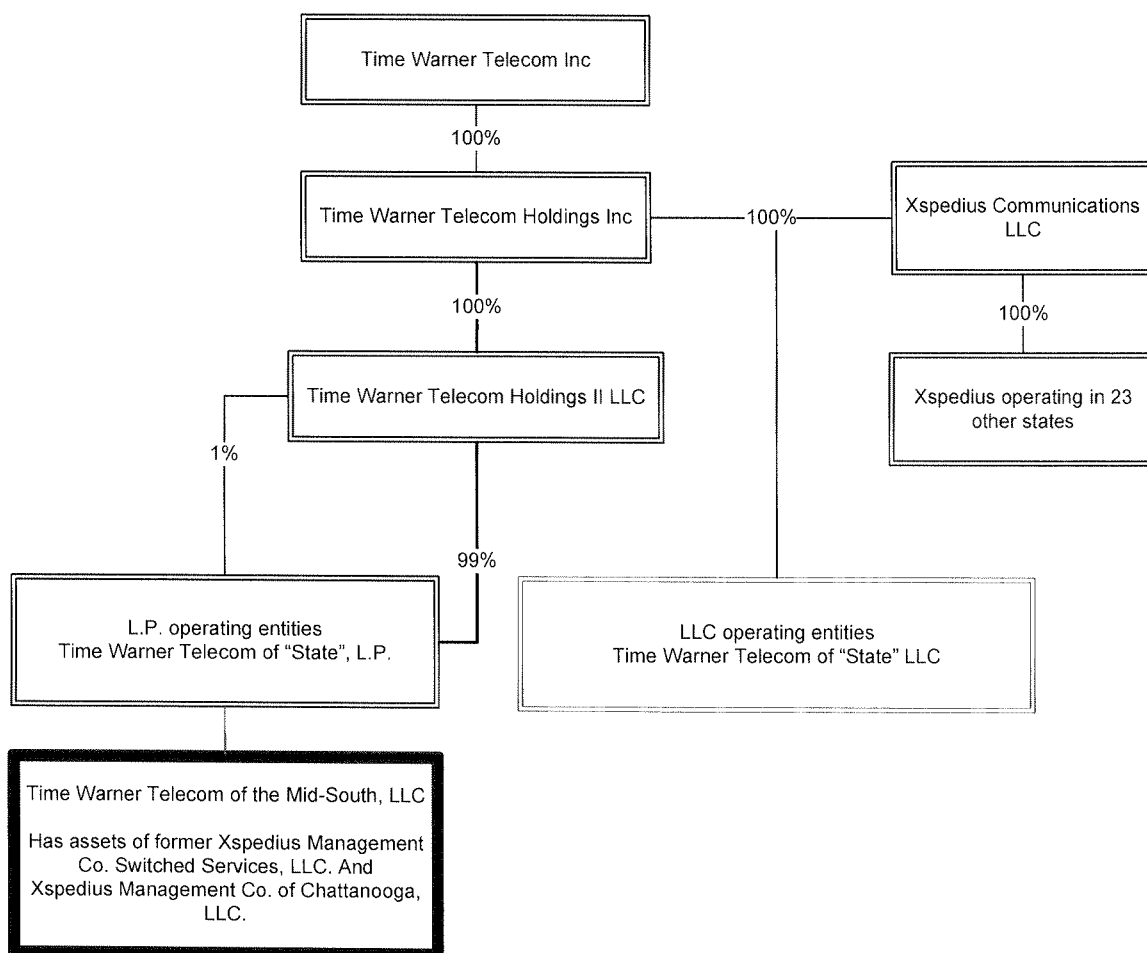 Time Warner Telecom Inc
100%
Time Warner Telecom Holdings Inc
100%
Xspedius Communications
LLC
100%
100%
Time Warner Telecom Holdings II LLC
Xspedius operating in 23
other states
1%
99%
L.P. operating entities
Time Warner Telecom of “State”, L.P.
LLC operating entities
Time Warner Telecom of “State” LLC
Time Warner Telecom of the Mid-South, LLC
Has assets of former Xspedius Management
Co. Switched Services, LLC. And
Xspedius Management Co. of Chattanooga,
LLC.